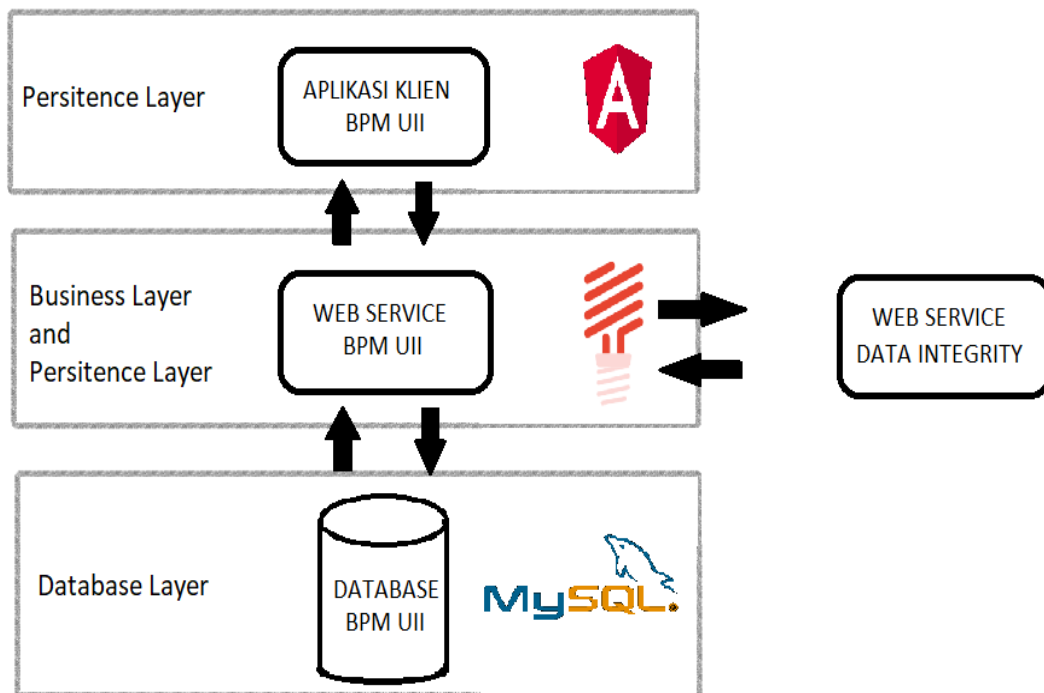 Persitence Layer
APLIKASI KLIEN
BPM UII
Business Layer
and
Persitence Layer
WEB SERVICE
BPM UII
WEB SERVICE
DATA INTEGRITY
Database Layer
DATABASE
BPM UII
MySQL.